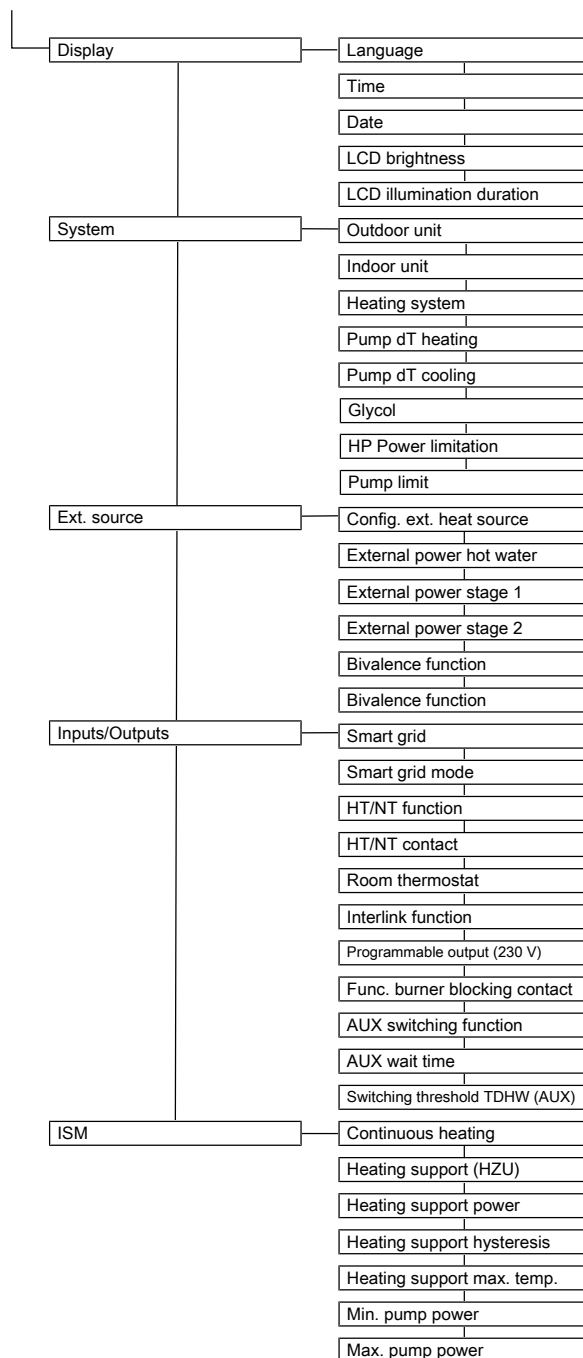 Display
Language
Time
Date
LCD brightness
LCD illumination duration
System
Outdoor unit
Indoor unit
Heating system
Pump dT heating
Pump dT cooling
Glycol
HP Power limitation
Pump limit
Ext. source
Config. ext. heat source
External power hot water
External power stage 1
External power stage 2
Bivalence function
Bivalence function
Inputs/Outputs
Smart grid
Smart grid mode
HT/NT function
HT/NT contact
Room thermostat
Interlink function
Programmable output (230 V)
Func. burner blocking contact
AUX switching function
AUX wait time
Switching threshold TDHW (AUX)
ISM
Continuous heating
Heating support (HZU)
Heating support power
Heating support hysteresis
Heating support max. temp.
Min. pump power
Max. pump power